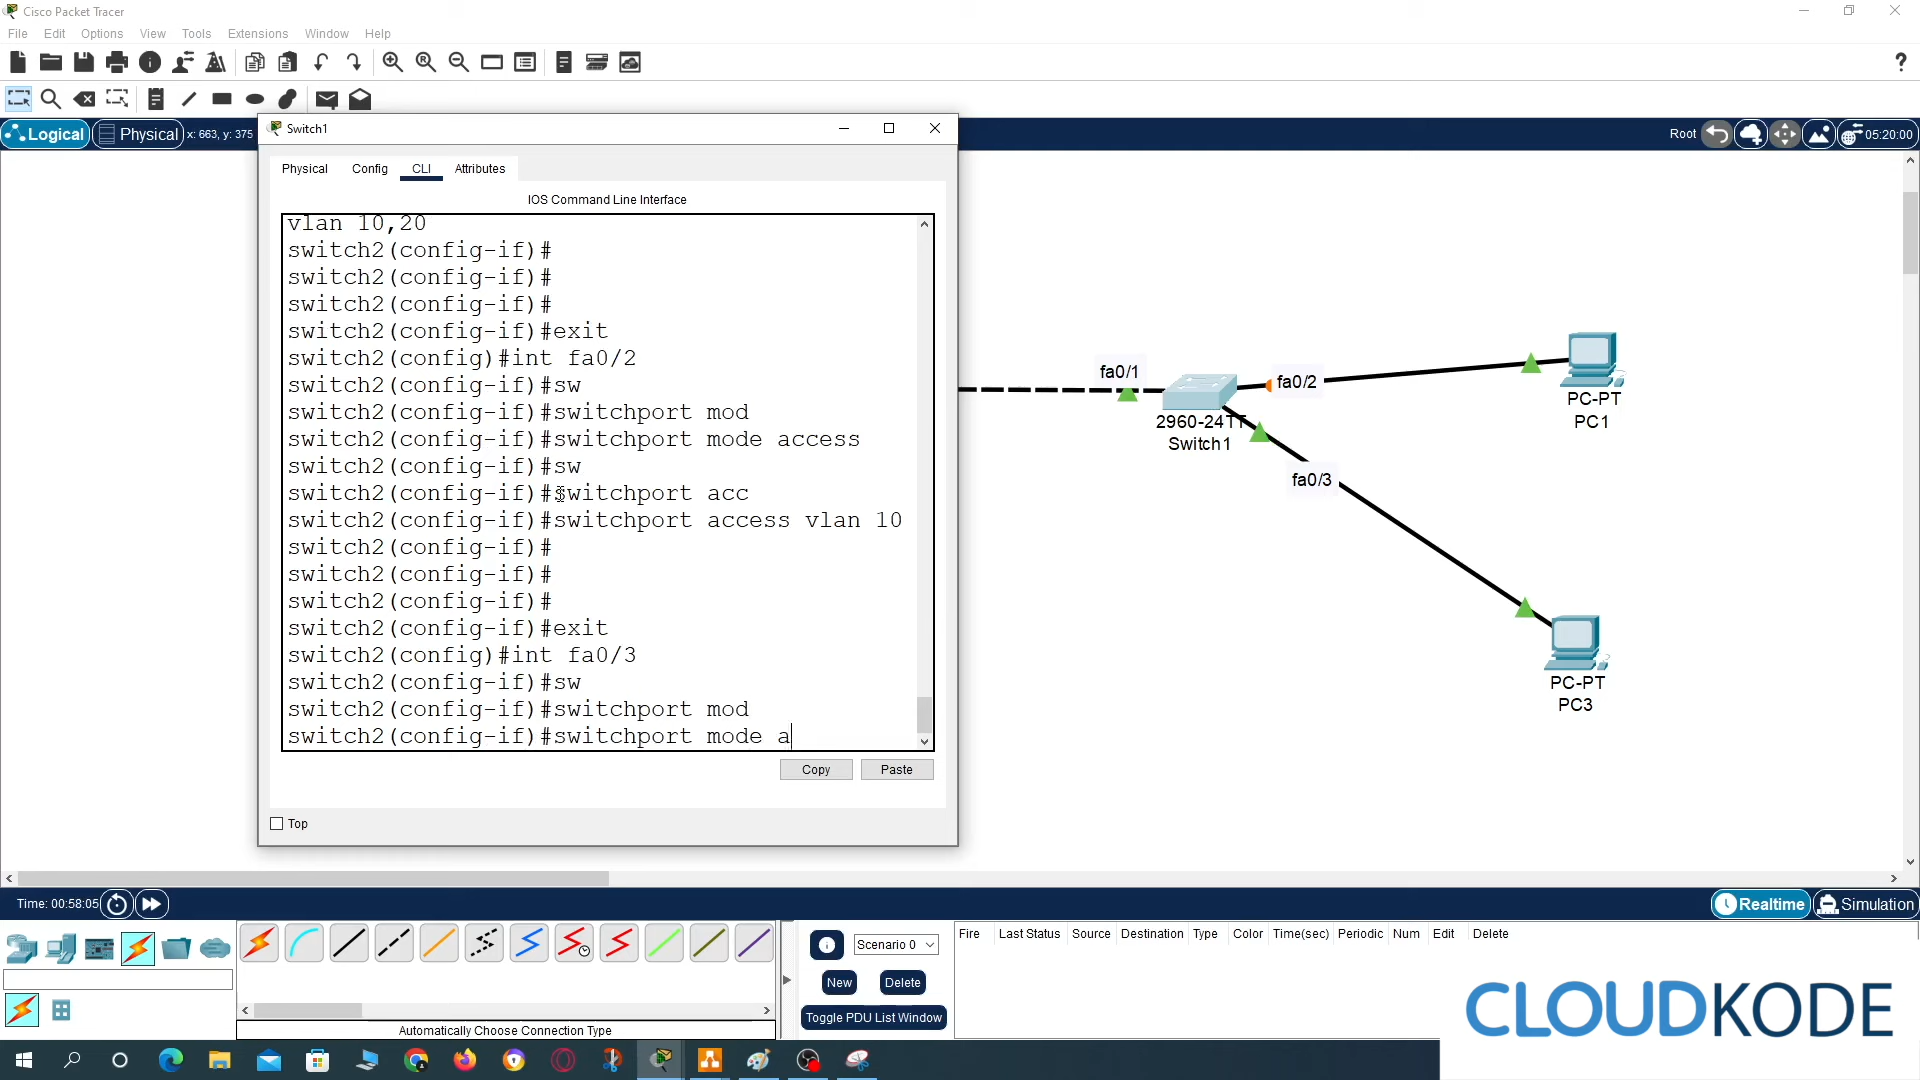 Cisco Packet Tracer
File Edit Options View Tools Extensions Window Help
Logical Physical x: 663, y: 375
Root 05:20:00
Switch1
Physical Config CLI Attributes
IOS Command Line Interface
vlan 10,20
switch2(config-if)#
switch2(config-if)#
switch2(config-if)#
switch2(config-if)#exit
switch2(config)#int fa0/2
switch2(config-if)#sw
switch2(config-if)#switchport mod
switch2(config-if)#switchport mode access
switch2(config-if)#sw
switch2(config-if)#switchport acc
switch2(config-if)#switchport access vlan 10
switch2(config-if)#
switch2(config-if)#
switch2(config-if)#
switch2(config-if)#exit
switch2(config)#int fa0/3
switch2(config-if)#sw
switch2(config-if)#switchport mod
switch2(config-if)#switchport mode a
Copy Paste
Top
fa0/1
fa0/2
2960-24TT
Switch1
fa0/3
PC-PT
PC1
PC-PT
PC3
Time: 00:58:05
Realtime Simulation
Scenario 0
New Delete
Toggle PDU List Window
Fire Last Status Source Destination Type Color Time(sec) Periodic Num Edit Delete
Automatically Choose Connection Type
CLOUDKODE